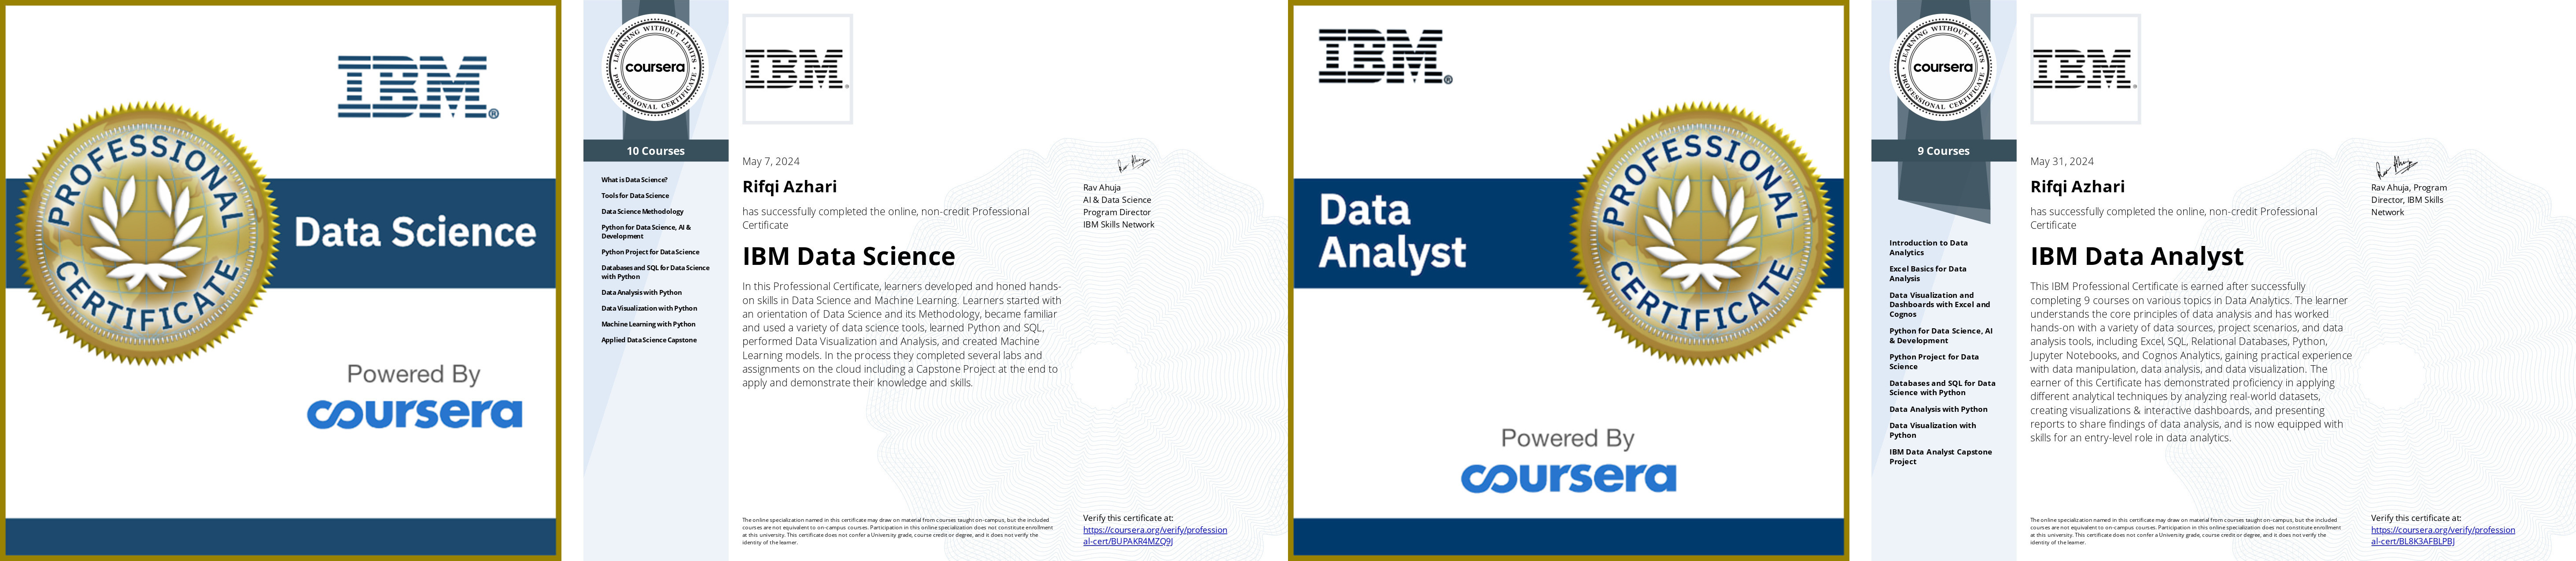 IBM®
PROFESSIONAL
CERTIFICATE
Data Science
Powered By
coursera
LEARNING WITHOUT LIMITS
coursera
PROFESSIONAL CERTIFICATE
10 Courses
What is Data Science?
Tools for Data Science
Data Science Methodology
Python for Data Science, AI &
Development
Python Project for Data Science
Databases and SQL for Data Science
with Python
Data Analysis with Python
Data Visualization with Python
Machine Learning with Python
Applied Data Science Capstone
IBM®
May 7, 2024
Rifqi Azhari
has successfully completed the online, non-credit Professional
Certificate
IBM Data Science
In this Professional Certificate, learners developed and honed hands-
on skills in Data Science and Machine Learning. Learners started with
an orientation of Data Science and its Methodology, became familiar
and used a variety of data science tools, learned Python and SQL,
performed Data Visualization and Analysis, and created Machine
Learning models. In the process they completed several labs and
assignments on the cloud including a Capstone Project at the end to
apply and demonstrate their knowledge and skills.
The online specialization named in this certificate may draw on material from courses taught on-campus, but the included
courses are not equivalent to on-campus courses. Participation in this online specialization does not constitute enrollment
at this university. This certificate does not confer a University grade, course credit or degree, and it does not verify the
identity of the learner.
Rav Ahuja
Rav Ahuja
AI & Data Science
Program Director
IBM Skills Network
Verify this certificate at:
https://coursera.org/verify/profession
al-cert/BUPAKR4MZQ9J
IBM®
Data
Analyst
PROFESSIONAL
CERTIFICATE
Powered By
coursera
LEARNING WITHOUT LIMITS
coursera
PROFESSIONAL CERTIFICATE
9 Courses
Introduction to Data
Analytics
Excel Basics for Data
Analysis
Data Visualization and
Dashboards with Excel and
Cognos
Python for Data Science, AI
& Development
Python Project for Data
Science
Databases and SQL for Data
Science with Python
Data Analysis with Python
Data Visualization with
Python
IBM Data Analyst Capstone
Project
IBM®
May 31, 2024
Rifqi Azhari
has successfully completed the online, non-credit Professional
Certificate
IBM Data Analyst
This IBM Professional Certificate is earned after successfully
completing 9 courses on various topics in Data Analytics. The learner
understands the core principles of data analysis and has worked
hands-on with a variety of data sources, project scenarios, and data
analysis tools, including Excel, SQL, Relational Databases, Python,
Jupyter Notebooks, and Cognos Analytics, gaining practical experience
with data manipulation, data analysis, and data visualization. The
earner of this Certificate has demonstrated proficiency in applying
different analytical techniques by analyzing real-world datasets,
creating visualizations & interactive dashboards, and presenting
reports to share findings of data analysis, and is now equipped with
skills for an entry-level role in data analytics.
The online specialization named in this certificate may draw on material from courses taught on-campus, but the included
courses are not equivalent to on-campus courses. Participation in this online specialization does not constitute enrollment
at this university. This certificate does not confer a University grade, course credit or degree, and it does not verify the
identity of the learner.
Rav Ahuja
Rav Ahuja, Program
Director, IBM Skills
Network
Verify this certificate at:
https://coursera.org/verify/profession
al-cert/BL8K3AFBLPBJ